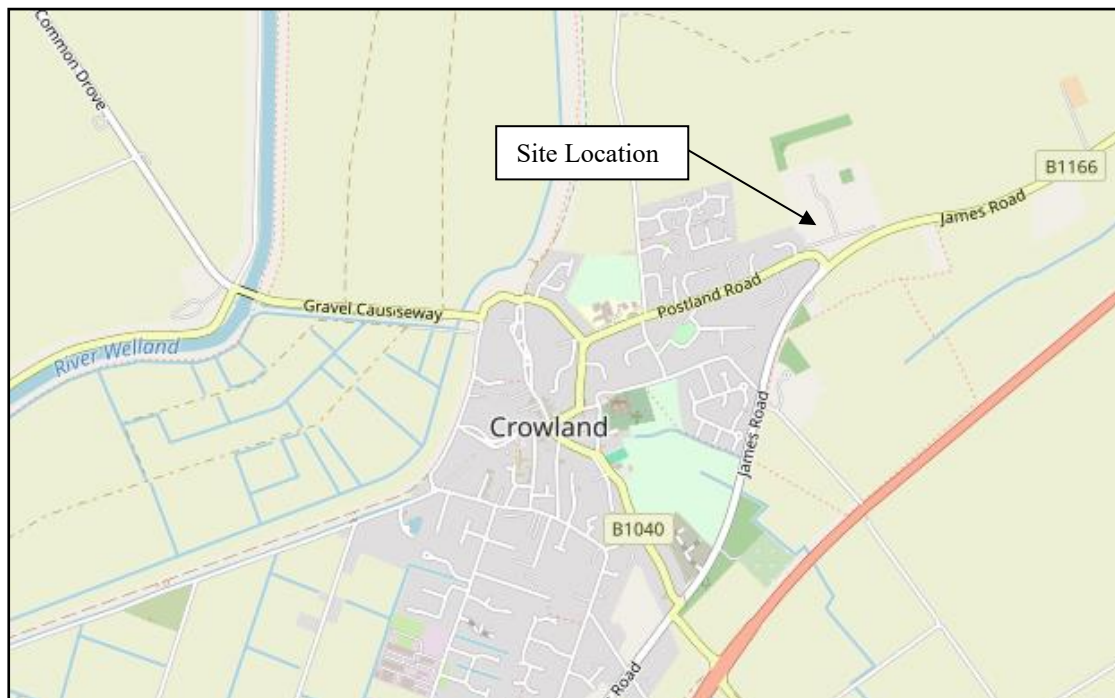 Common Drove
Site Location
B1166
James Road
Postland Road
Gravel Causiseway
River Welland
Crowland
James Road
B1040
Road